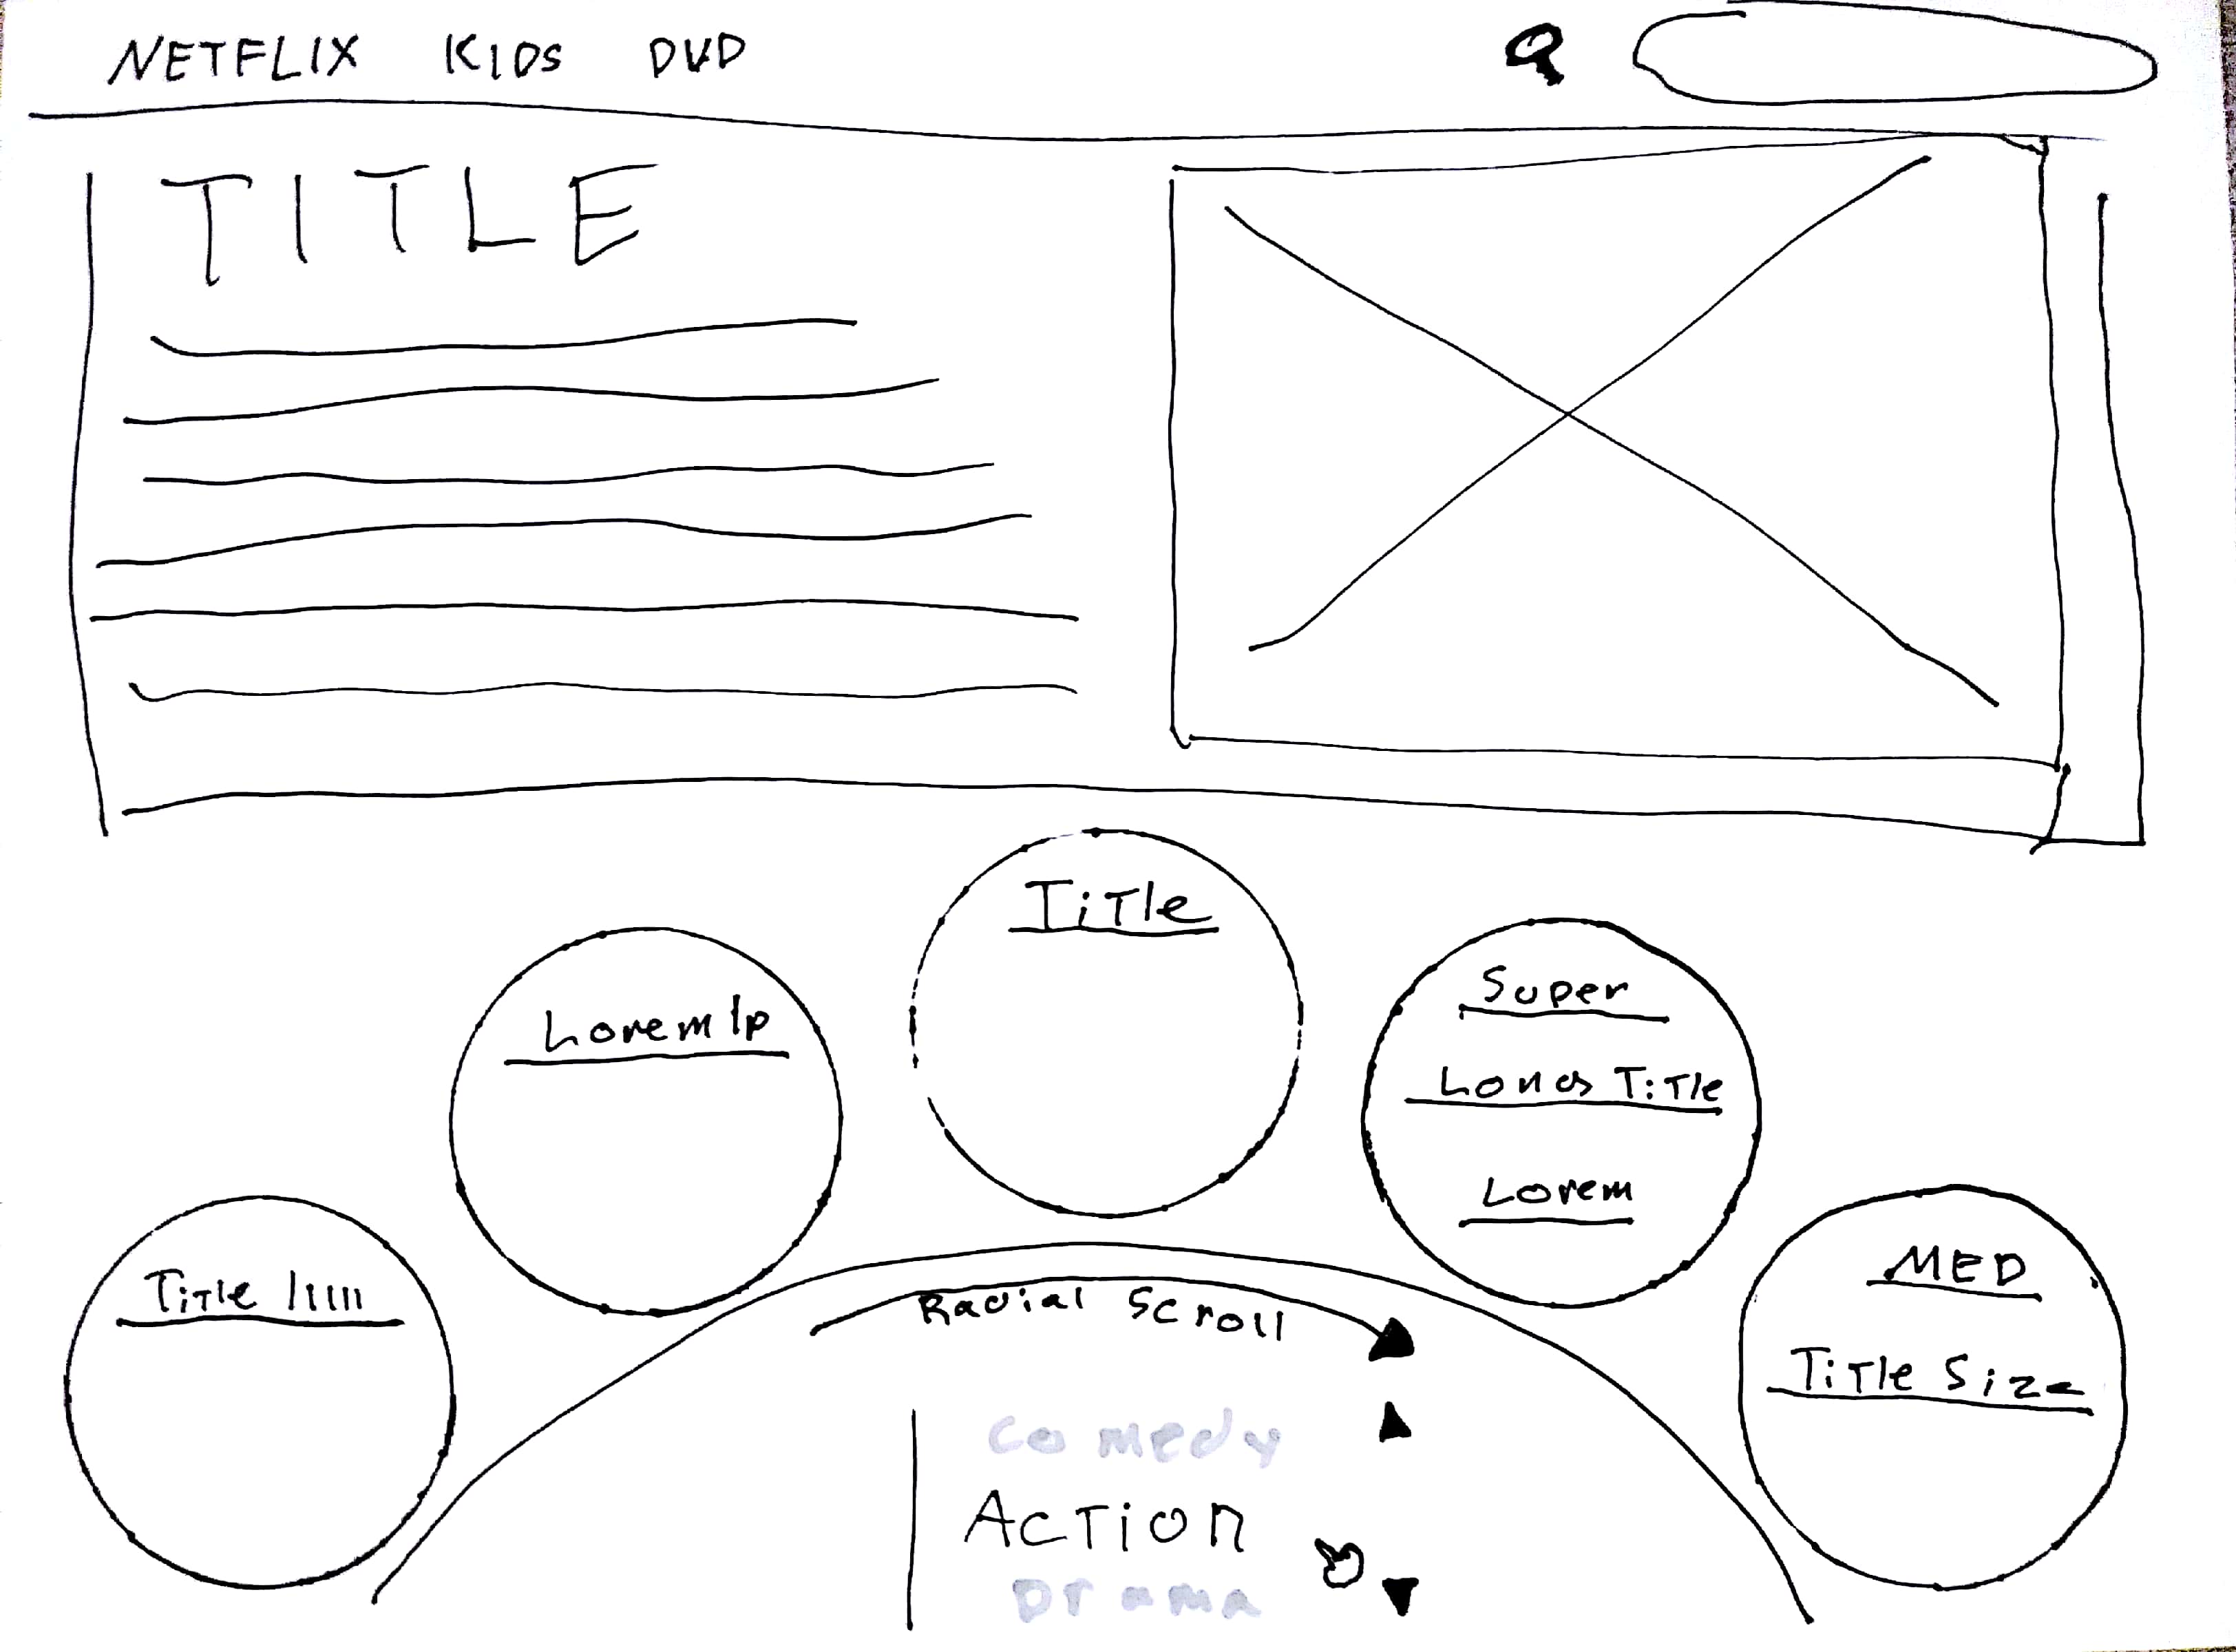 NETFLIX KIDS DVD
TITLE
Title
Lorem Ip
Super
Long Title
Lorem
Title lllll
MED
Title Size
Radial Scroll
Comedy
Action
Drama